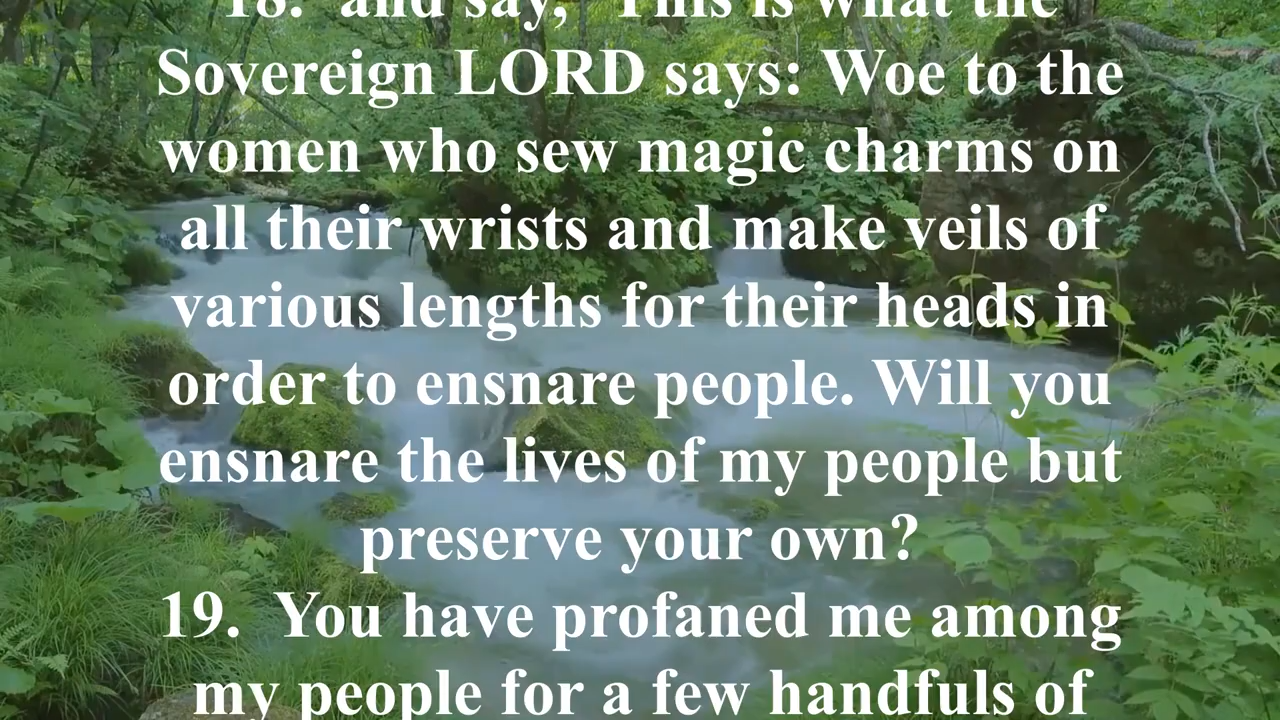 18. and say, 'This is what the
Sovereign LORD says: Woe to the
women who sew magic charms on
all their wrists and make veils of
various lengths for their heads in
order to ensnare people. Will you
ensnare the lives of my people but
preserve your own?
19. You have profaned me among
my people for a few handfuls of